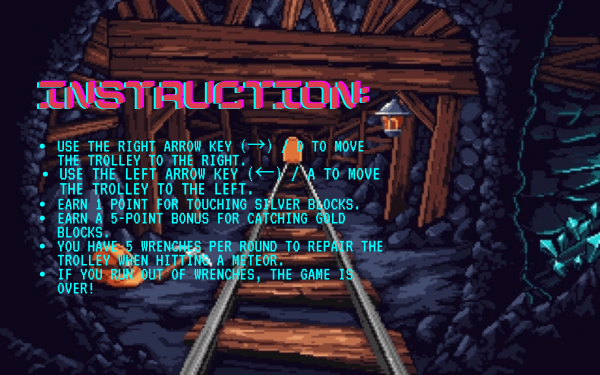 INSTRUCTION:
• USE THE RIGHT ARROW KEY (→) / D TO MOVE
THE TROLLEY TO THE RIGHT.
• USE THE LEFT ARROW KEY (←) / A TO MOVE
THE TROLLEY TO THE LEFT.
• EARN 1 POINT FOR TOUCHING SILVER BLOCKS.
• EARN A 5-POINT BONUS FOR CATCHING GOLD
BLOCKS.
• YOU HAVE 5 WRENCHES PER ROUND TO REPAIR THE
TROLLEY WHEN HITTING A METEOR.
• IF YOU RUN OUT OF WRENCHES, THE GAME IS
OVER!